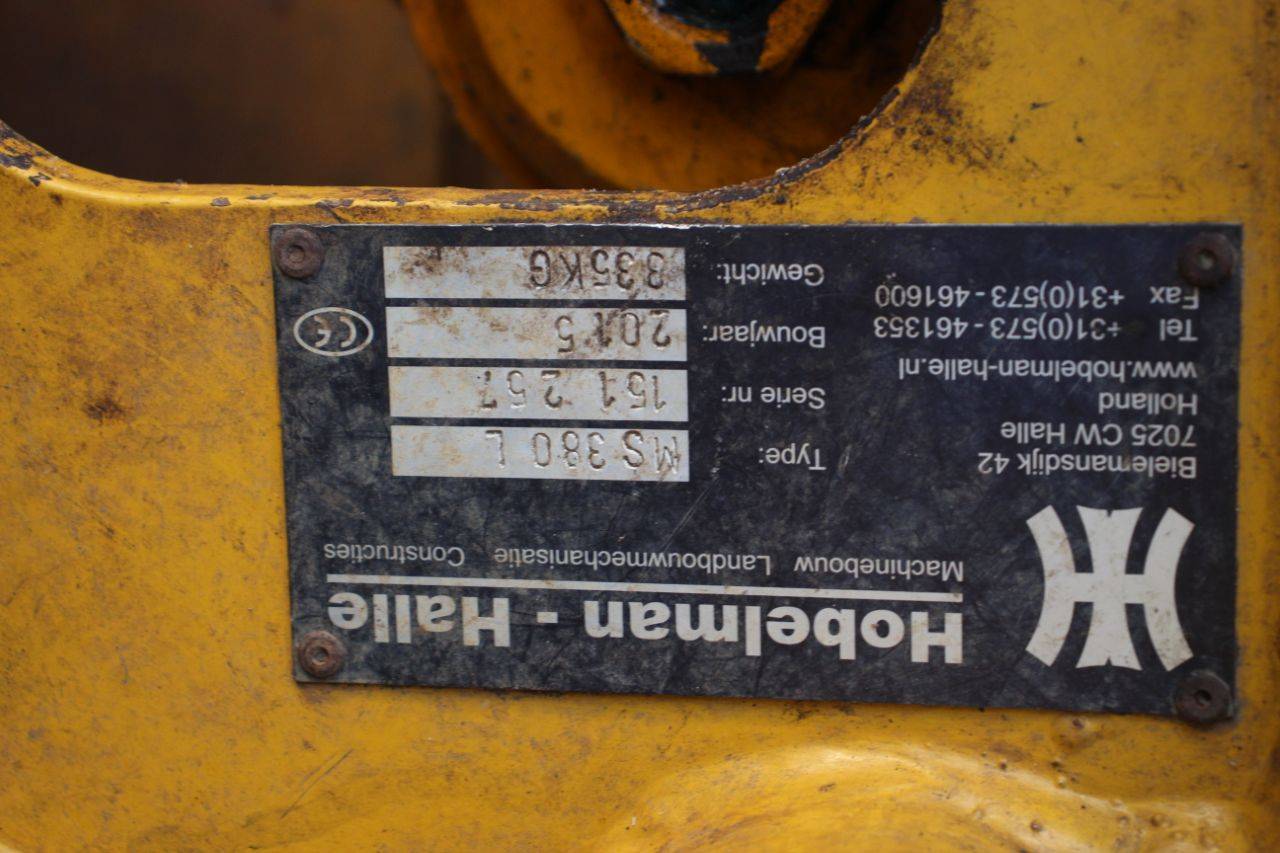 Hobelman - Halle
Machinebouw Landbouwmechanisatie Constructies
Bielemansdijk 42
7025 CW Halle
Holland
www.hobelman-halle.nl
Tel +31(0)573 - 461353
Fax +31(0)573 - 461600
Type: MS 380 L
Serie nr: 151 257
Bouwjaar: 2015
Gewicht: 335KG
CE